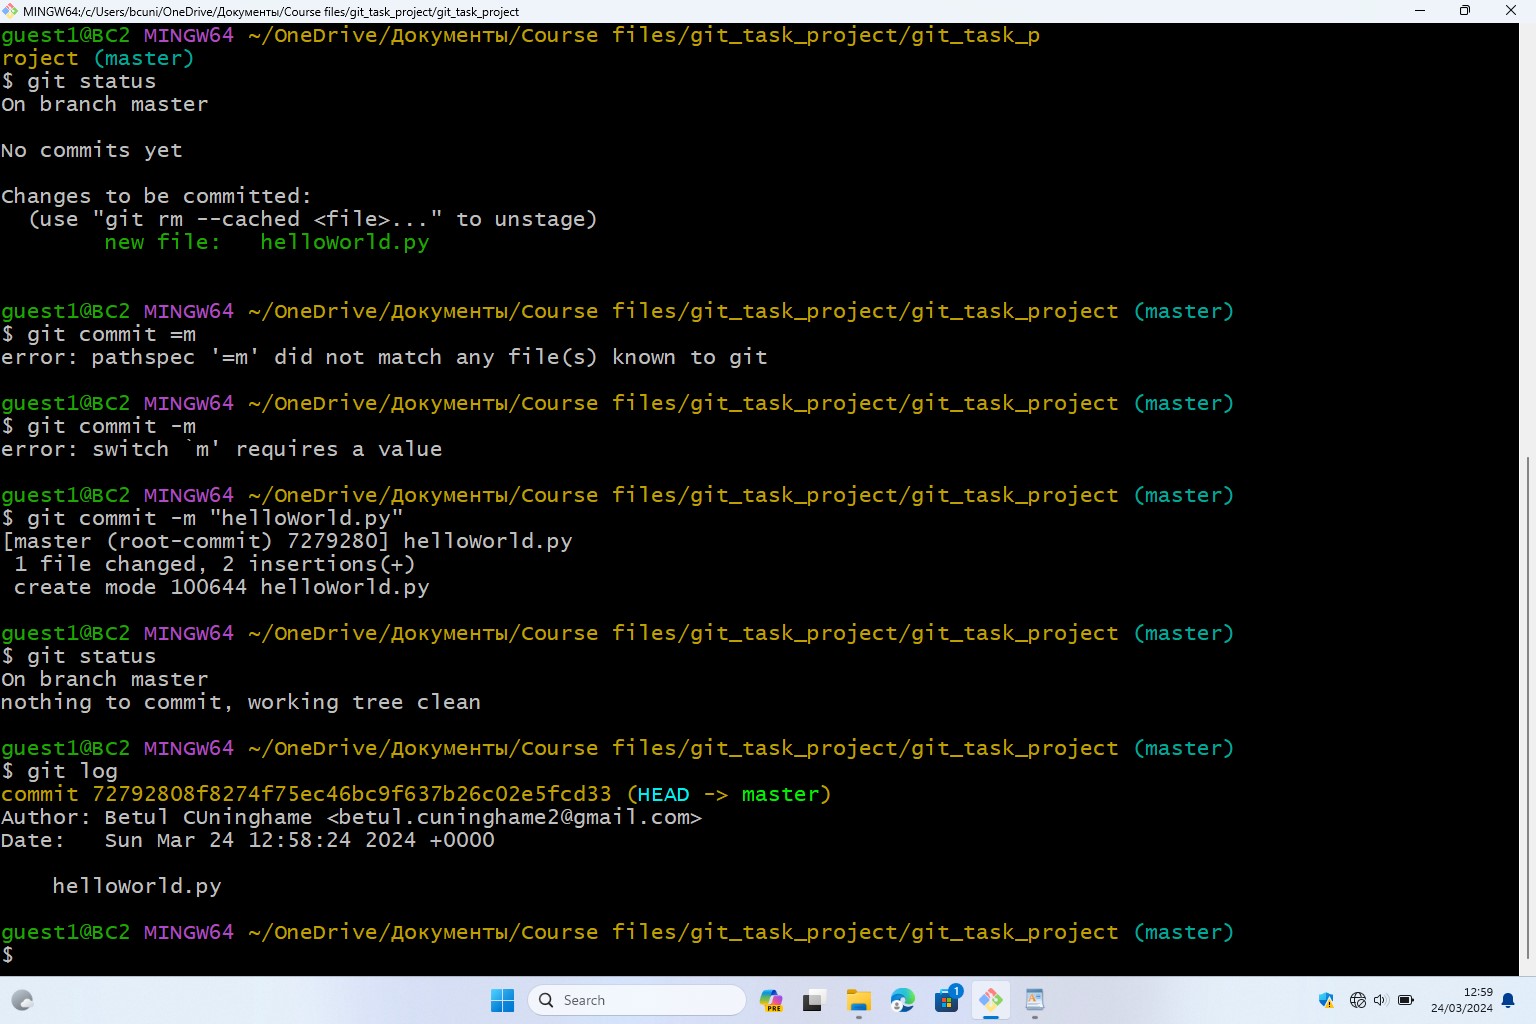 MINGW64:/c/Users/bcuni/OneDrive/Документы/Course files/git_task_project/git_task_project
guest1@BC2 MINGW64 ~/OneDrive/Документы/Course files/git_task_project/git_task_p
roject (master)
$ git status
On branch master
No commits yet
Changes to be committed:
  (use "git rm --cached <file>..." to unstage)
        new file:   helloWorld.py
guest1@BC2 MINGW64 ~/OneDrive/Документы/Course files/git_task_project/git_task_project (master)
$ git commit =m
error: pathspec '=m' did not match any file(s) known to git
guest1@BC2 MINGW64 ~/OneDrive/Документы/Course files/git_task_project/git_task_project (master)
$ git commit -m
error: switch `m' requires a value
guest1@BC2 MINGW64 ~/OneDrive/Документы/Course files/git_task_project/git_task_project (master)
$ git commit -m "helloWorld.py"
[master (root-commit) 7279280] helloWorld.py
 1 file changed, 2 insertions(+)
 create mode 100644 helloWorld.py
guest1@BC2 MINGW64 ~/OneDrive/Документы/Course files/git_task_project/git_task_project (master)
$ git status
On branch master
nothing to commit, working tree clean
guest1@BC2 MINGW64 ~/OneDrive/Документы/Course files/git_task_project/git_task_project (master)
$ git log
commit 72792808f8274f75ec46bc9f637b26c02e5fcd33 (HEAD -> master)
Author: Betul CUninghame <betul.cuninghame2@gmail.com>
Date:   Sun Mar 24 12:58:24 2024 +0000
    helloWorld.py
guest1@BC2 MINGW64 ~/OneDrive/Документы/Course files/git_task_project/git_task_project (master)
$
Search
PRE
1
12:59
24/03/2024